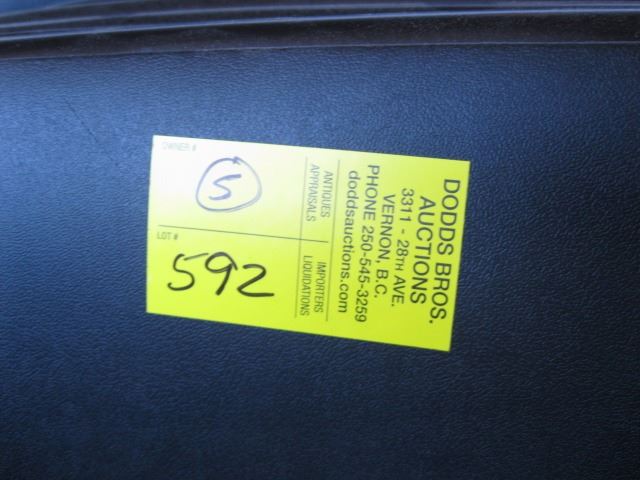 DODDS BROS.
AUCTIONS
3311 - 28TH AVE.
VERNON, B.C.
PHONE 250-545-3259
doddsauctions.com
ANTIQUES IMPORTERS
APPRAISALS LIQUIDATIONS
OWNER #
5
LOT #
592